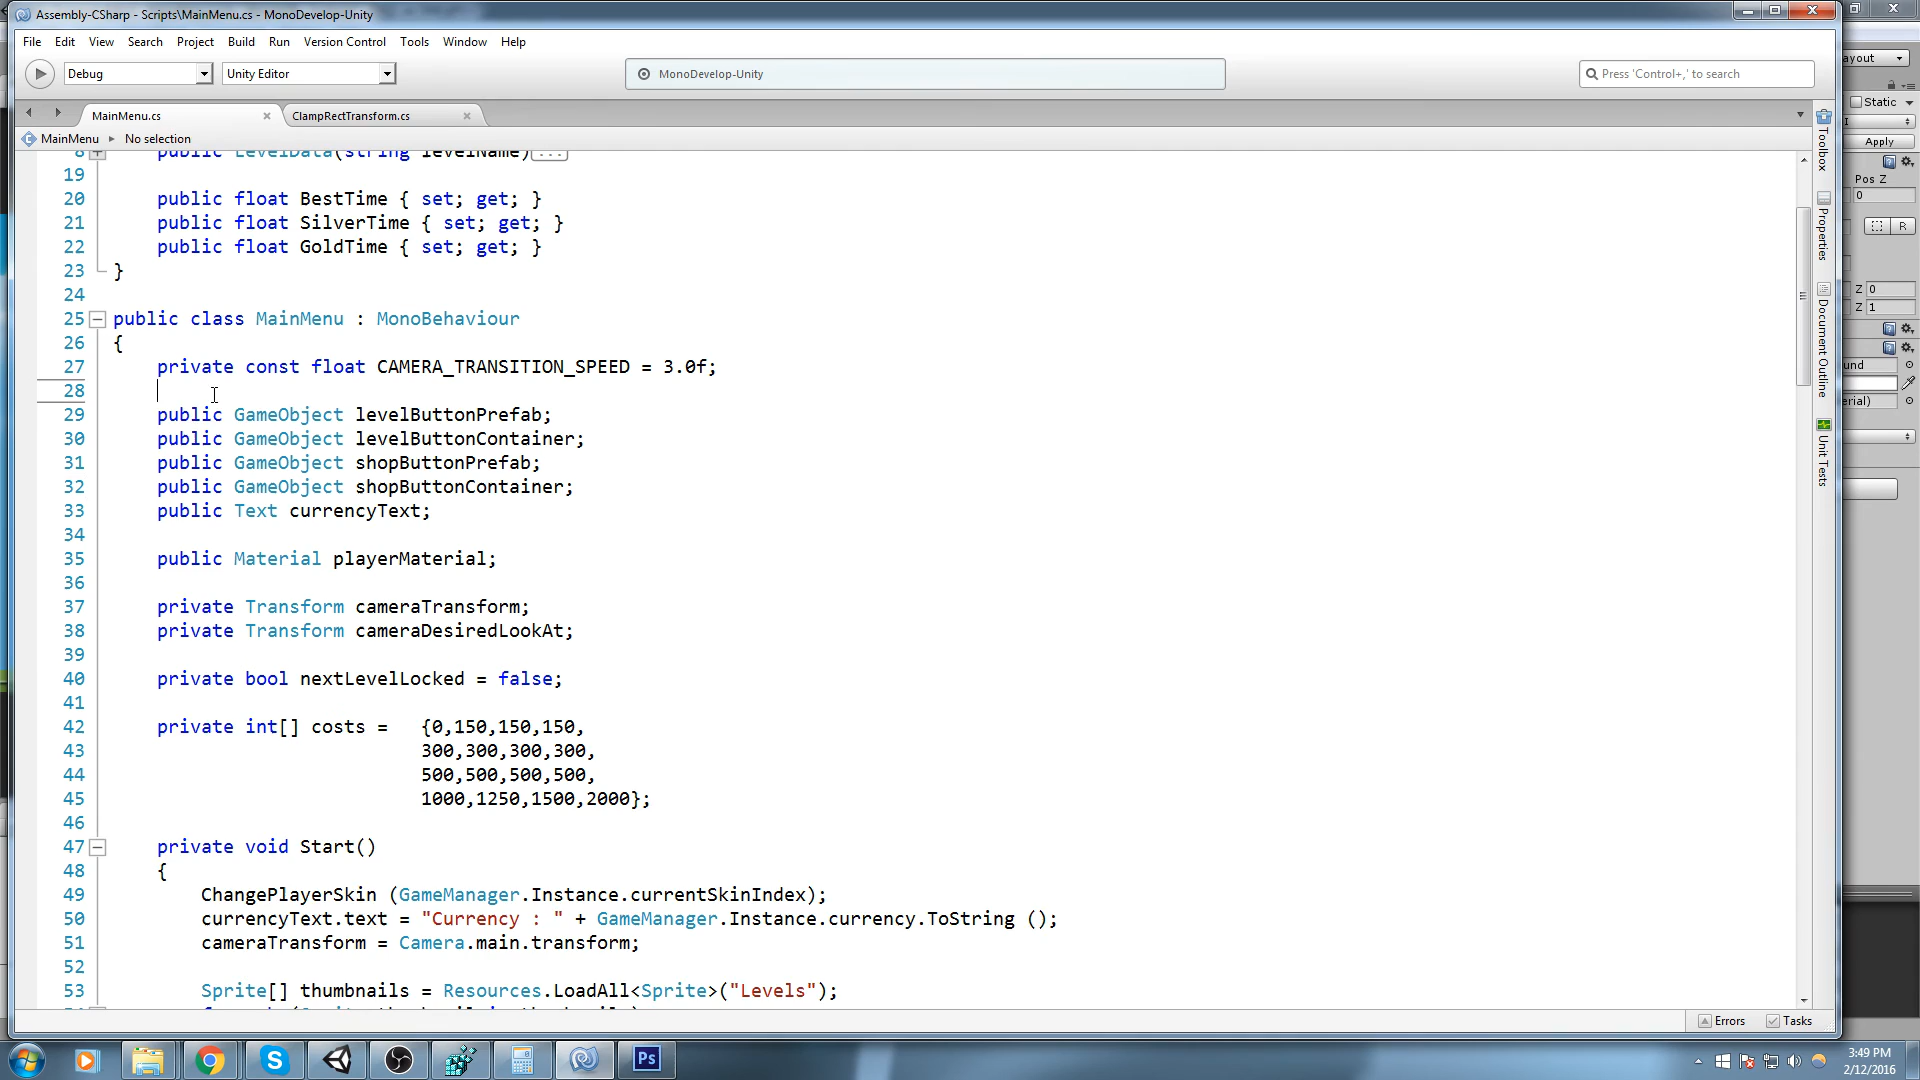 Assembly-CSharp - Scripts\MainMenu.cs - MonoDevelop-Unity
File Edit View Search Project Build Run Version Control Tools Window Help
Debug Unity Editor MonoDevelop-Unity Press 'Control+,' to search
MainMenu.cs ClampRectTransform.cs
MainMenu No selection
8 public LevelData(string levelName) ...
19
20 public float BestTime { set; get; }
21 public float SilverTime { set; get; }
22 public float GoldTime { set; get; }
23 }
24
25 public class MainMenu : MonoBehaviour
26 {
27 private const float CAMERA_TRANSITION_SPEED = 3.0f;
28
29 public GameObject levelButtonPrefab;
30 public GameObject levelButtonContainer;
31 public GameObject shopButtonPrefab;
32 public GameObject shopButtonContainer;
33 public Text currencyText;
34
35 public Material playerMaterial;
36
37 private Transform cameraTransform;
38 private Transform cameraDesiredLookAt;
39
40 private bool nextLevelLocked = false;
41
42 private int[] costs = {0,150,150,150,
43 300,300,300,300,
44 500,500,500,500,
45 1000,1250,1500,2000};
46
47 private void Start()
48 {
49 ChangePlayerSkin (GameManager.Instance.currentSkinIndex);
50 currencyText.text = "Currency : " + GameManager.Instance.currency.ToString ();
51 cameraTransform = Camera.main.transform;
52
53 Sprite[] thumbnails = Resources.LoadAll<Sprite>("Levels");
Toolbox
Properties
Document Outline
Unit Tests
ayout
Static
Apply
Pos Z
0
R
Z 0
Z 1
und
erial)
Errors Tasks
Ps
3:49 PM
2/12/2016